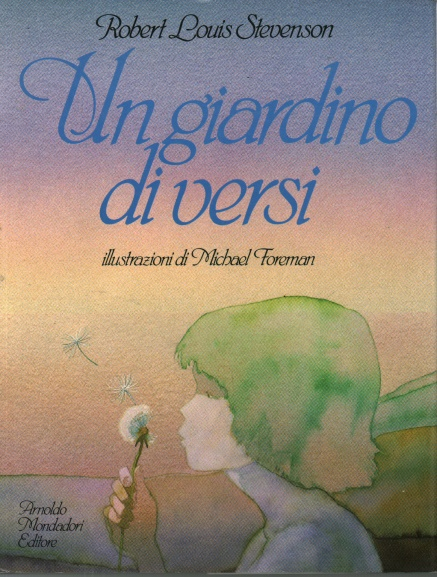 Robert Louis Stevenson
Un giardino
di versi
illustrazioni di Michael Foreman
Arnoldo
Mondadori
Editore